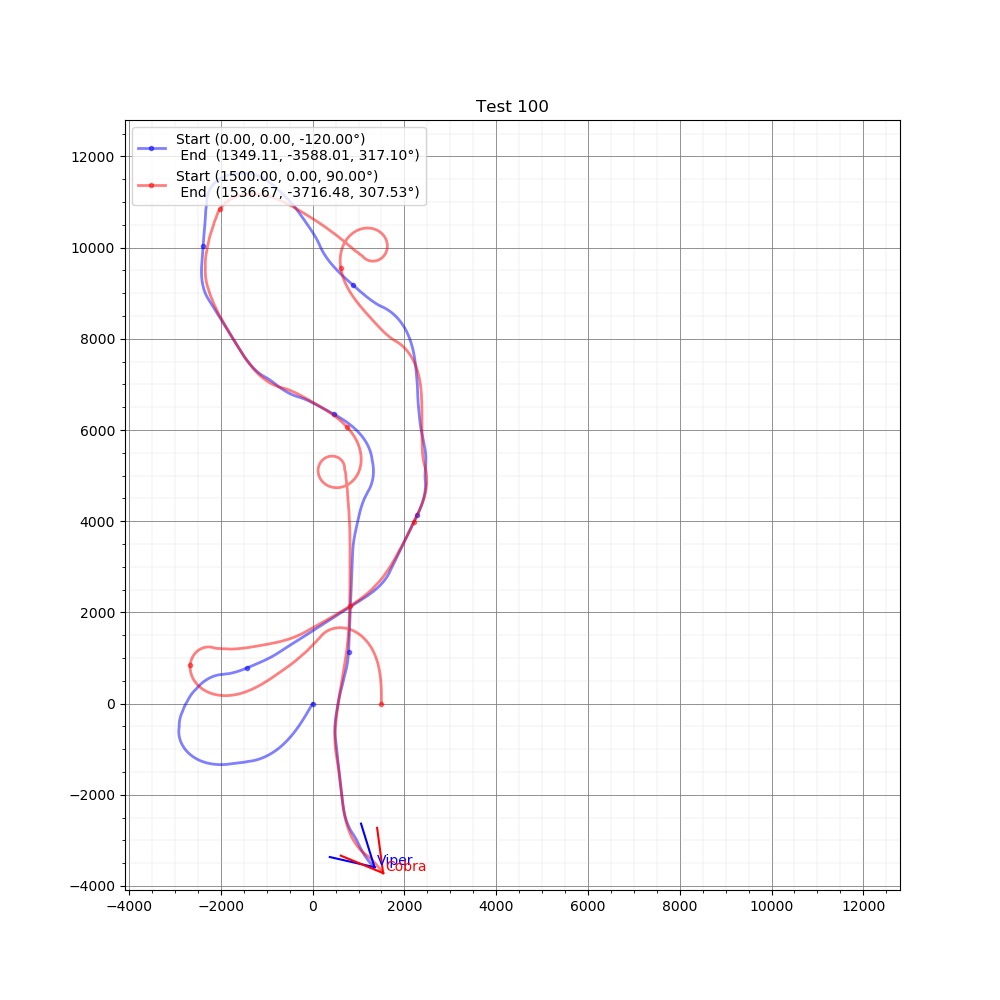 Test 100
Start (0.00, 0.00, -120.00°)
End (1349.11, -3588.01, 317.10°)
Start (1500.00, 0.00, 90.00°)
End (1536.67, -3716.48, 307.53°)
12000
10000
8000
6000
4000
2000
0
−2000
−4000
Viper
Cobra
−4000 −2000 0 2000 4000 6000 8000 10000 12000